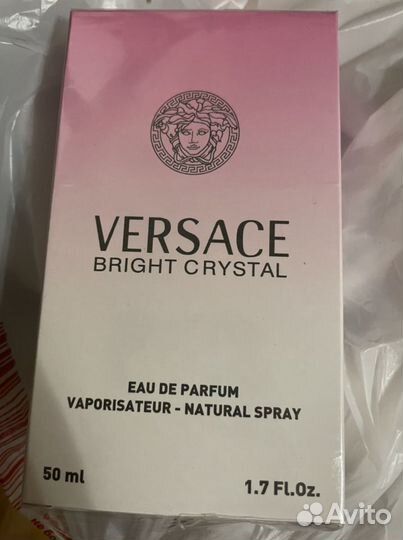 VERSACE
BRIGHT CRYSTAL
EAU DE PARFUM
VAPORISATEUR - NATURAL SPRAY
50 ml 1.7 Fl.Oz.
Avito